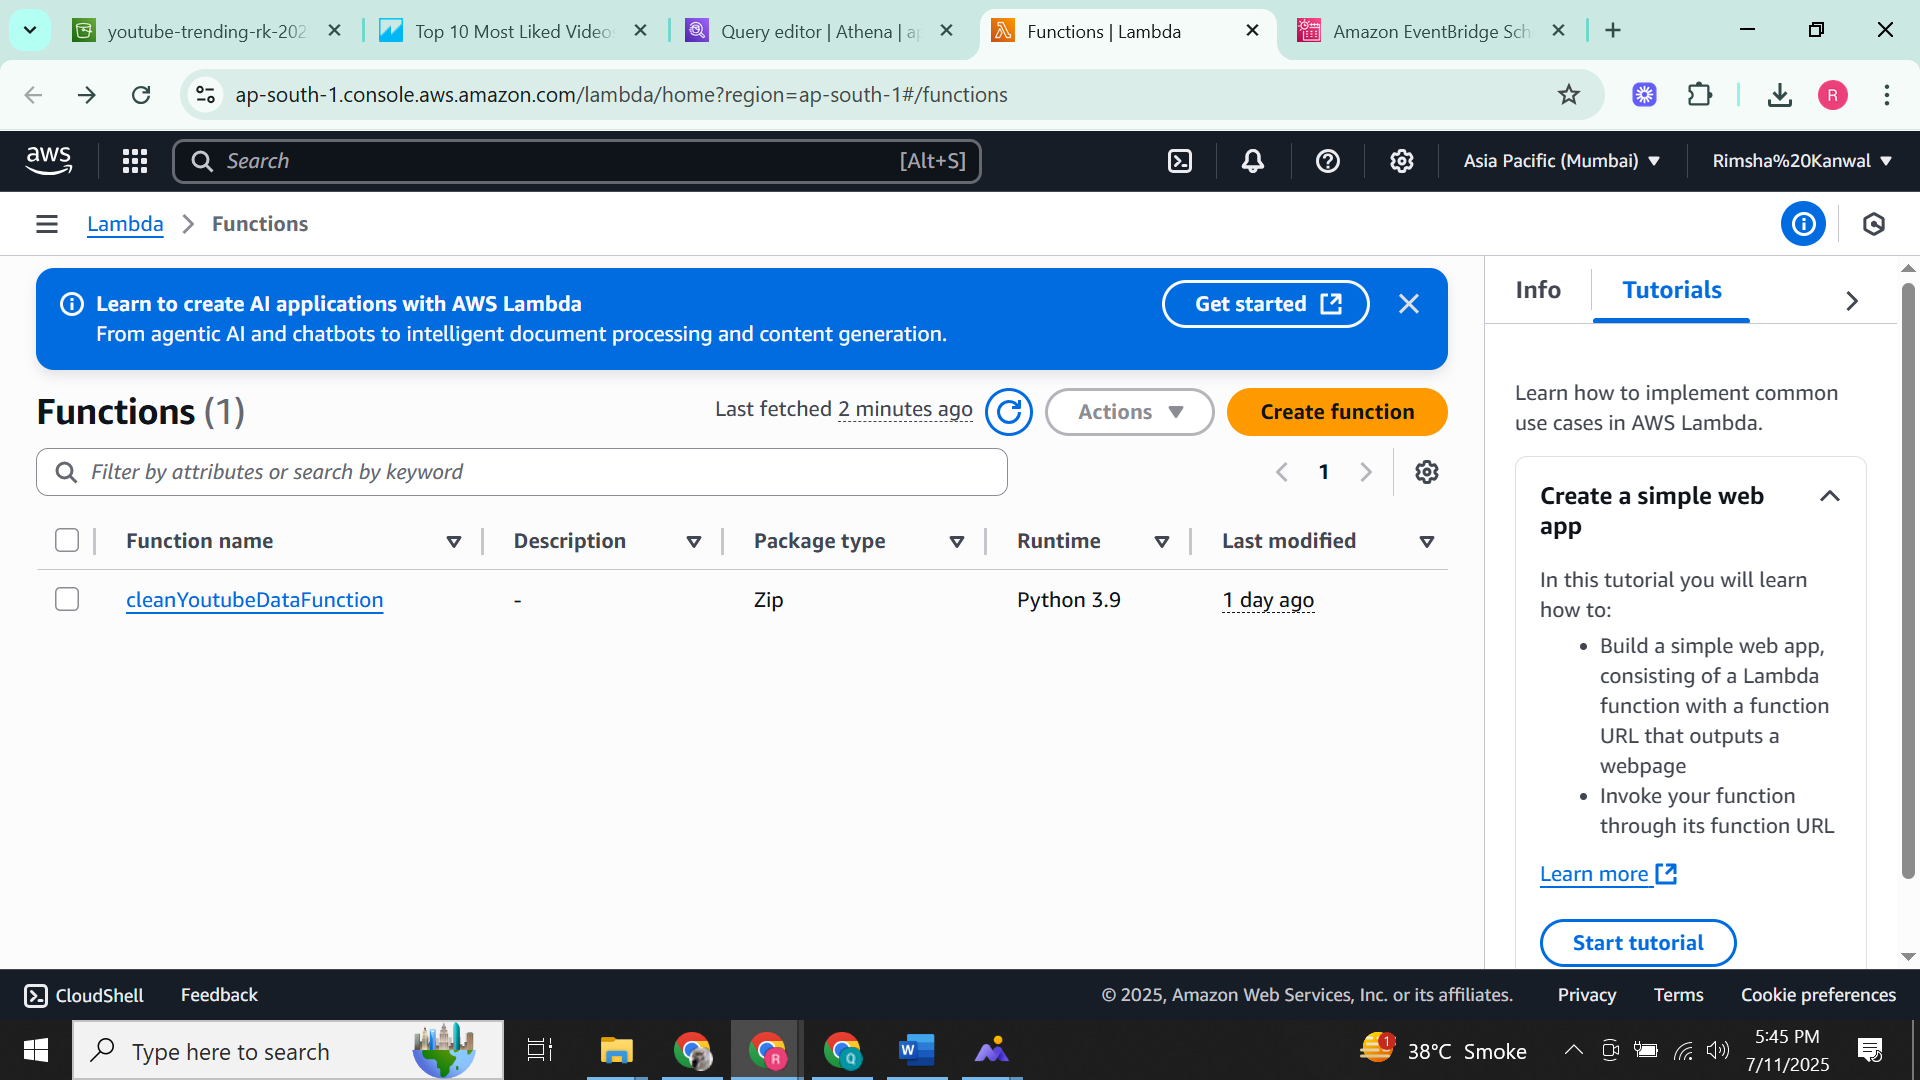 youtube-trending-rk-202
Top 10 Most Liked Video
Query editor | Athena | ap
Functions | Lambda
Amazon EventBridge Sch
ap-south-1.console.aws.amazon.com/lambda/home?region=ap-south-1#/functions
R
aws
Search
[Alt+S]
Asia Pacific (Mumbai)
Rimsha%20Kanwal
Lambda
Functions
Learn to create AI applications with AWS Lambda
From agentic AI and chatbots to intelligent document processing and content generation.
Get started
Info
Tutorials
Functions (1)
Last fetched 2 minutes ago
Actions
Create function
Filter by attributes or search by keyword
1
Function name
Description
Package type
Runtime
Last modified
cleanYoutubeDataFunction
-
Zip
Python 3.9
1 day ago
Learn how to implement common
use cases in AWS Lambda.
Create a simple web
app
In this tutorial you will learn
how to:
• Build a simple web app,
consisting of a Lambda
function with a function
URL that outputs a
webpage
• Invoke your function
through its function URL
Learn more
Start tutorial
CloudShell
Feedback
© 2025, Amazon Web Services, Inc. or its affiliates.
Privacy
Terms
Cookie preferences
Type here to search
R
Q
W
1
38°C Smoke
5:45 PM
7/11/2025